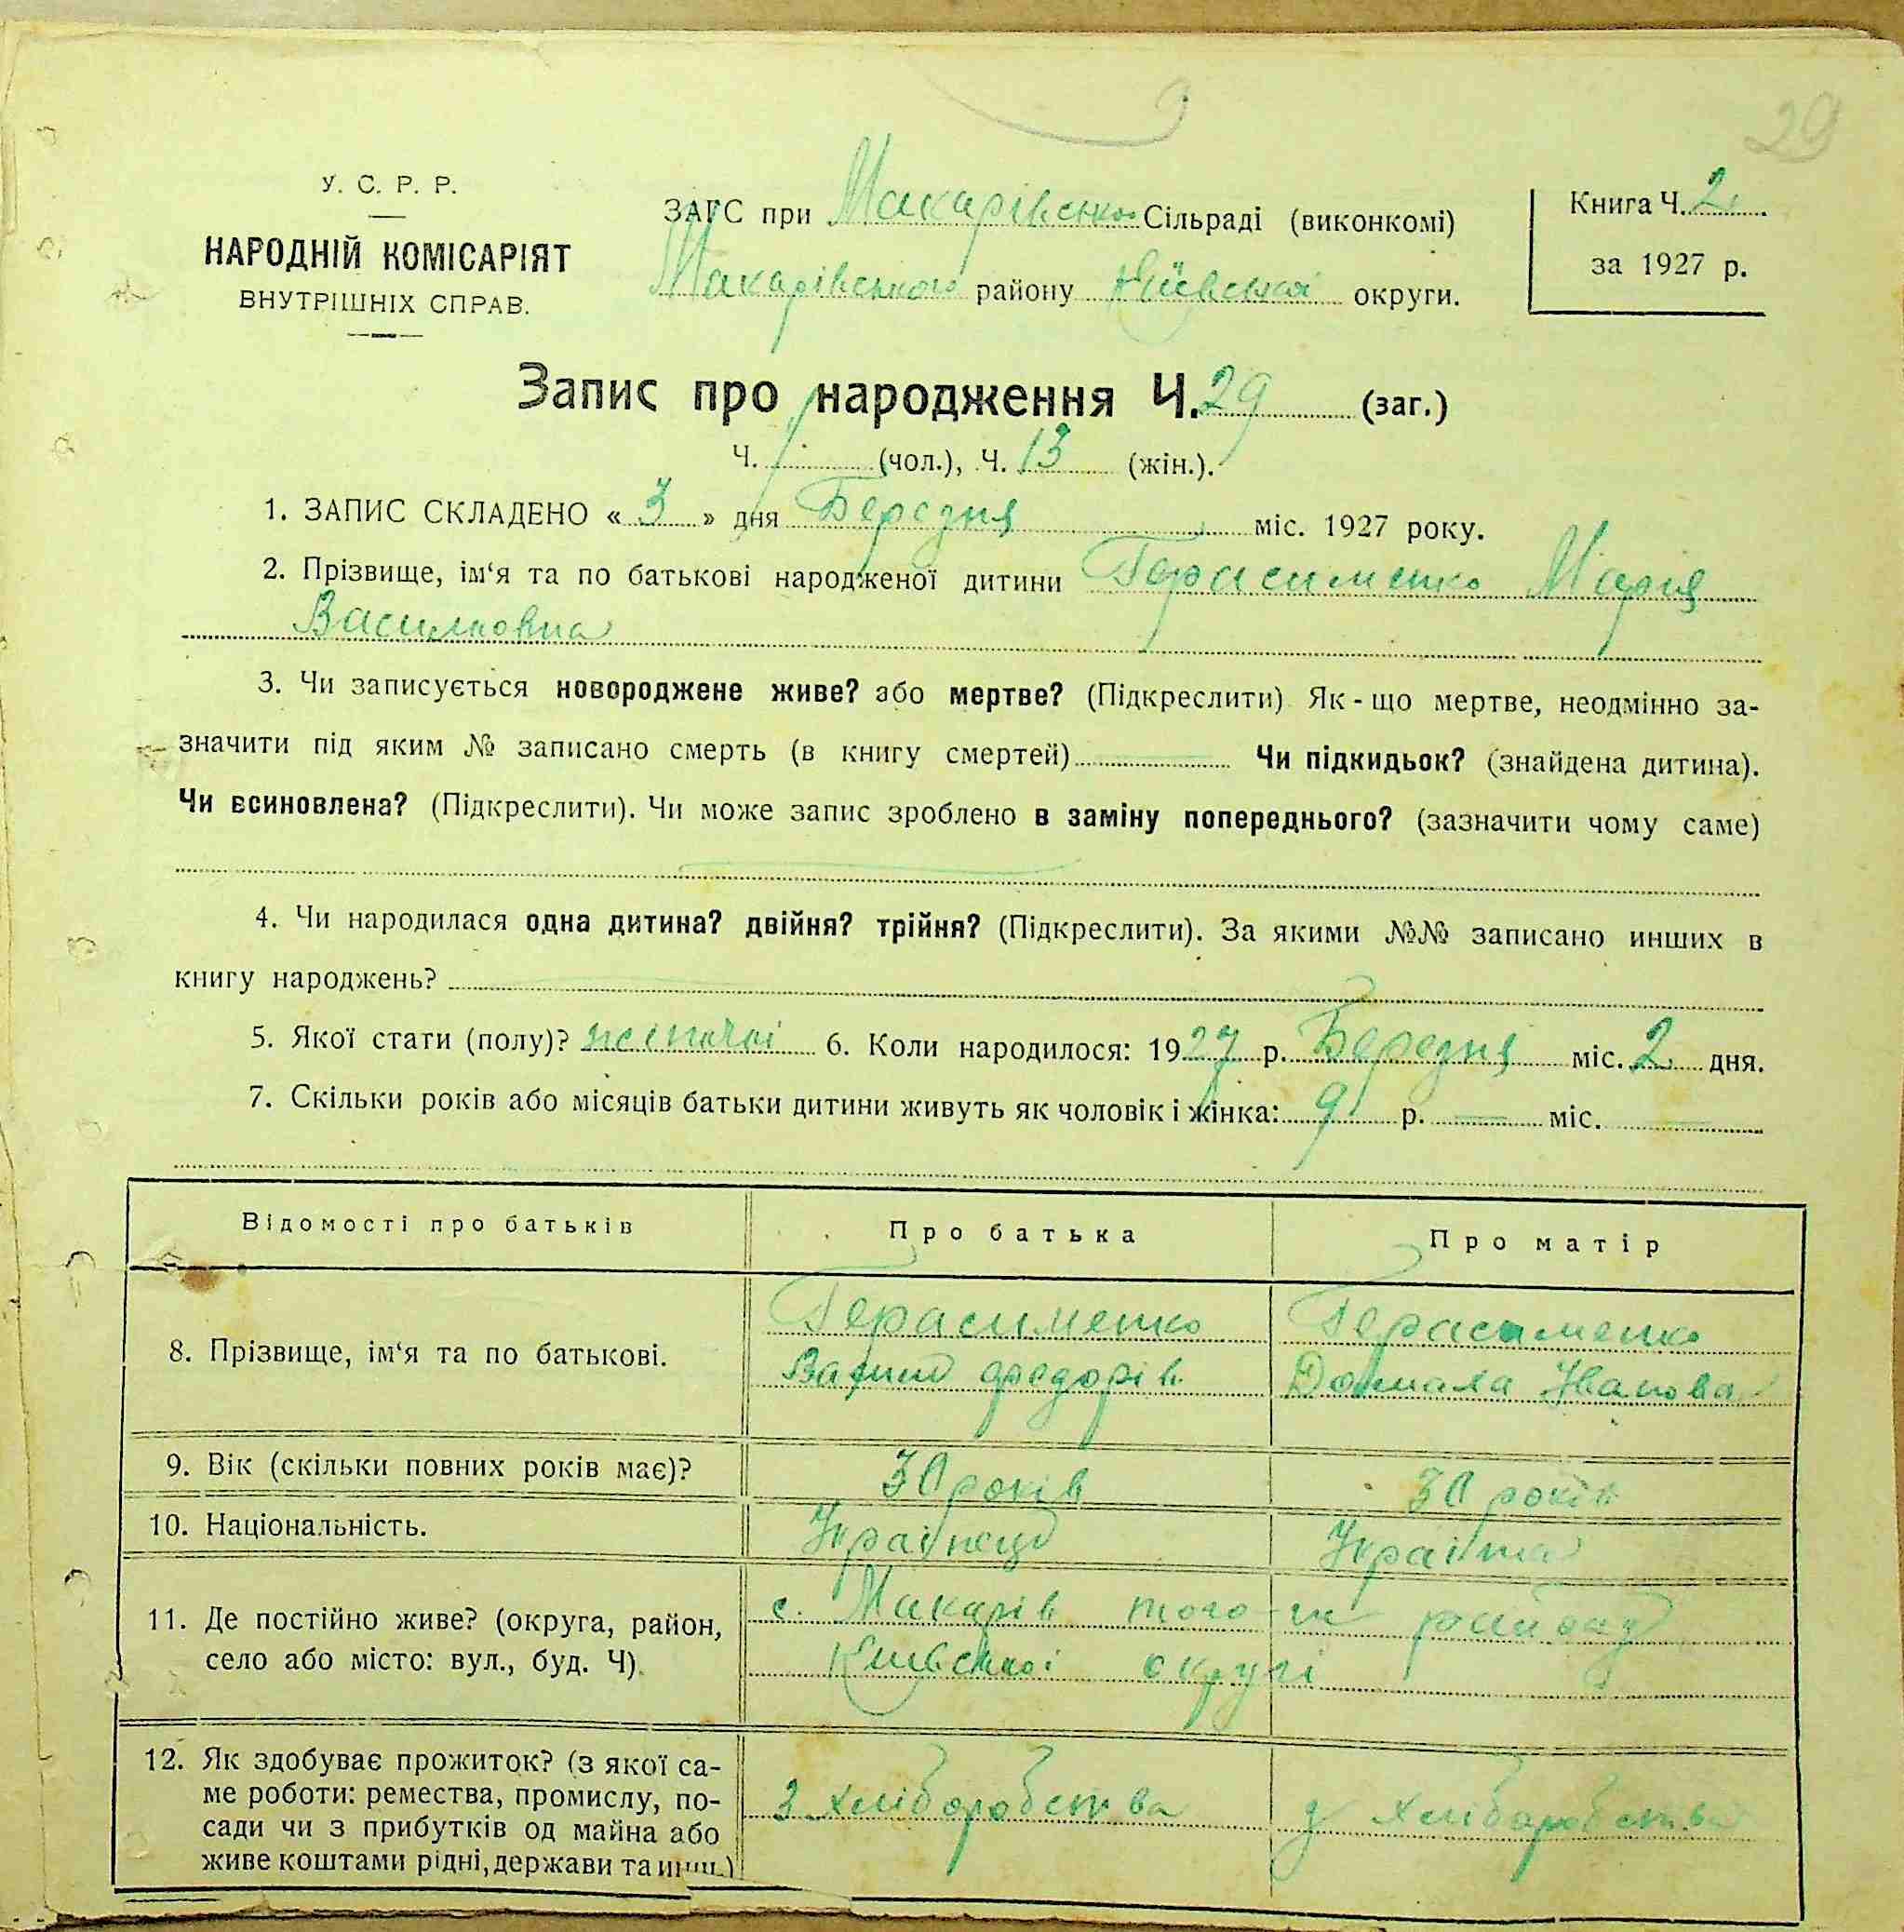 29
У. С. Р. Р.
НАРОДНІЙ КОМІСАРІЯТ
ВНУТРІШНІХ СПРАВ.
ЗАГС при Макарівсько Сільраді (виконкомі)
Макарівського району Київської округи.
Книга Ч. 2
за 1927 р.
Запис про народження Ч. 29 (заг.)
Ч. / (чол.), Ч. 13 (жін.).
1. ЗАПИС СКЛАДЕНО « 3 » дня Березня міс. 1927 року.
2. Прізвище, ім‘я та по батькові народженої дитини Герасименко Марія
Василовна
3. Чи записується новороджене живе? або мертве? (Підкреслити) Як-що мертве, неодмінно за-
значити під яким № записано смерть (в книгу смертей) — Чи підкидьок? (знайдена дитина).
Чи всиновлена? (Підкреслити). Чи може запис зроблено в заміну попереднього? (зазначити чому саме)
4. Чи народилася одна дитина? двійня? трійня? (Підкреслити). За якими №№ записано инших в
книгу народжень?
5. Якої стати (полу)? жіночої 6. Коли народилося: 1927 р. Березня міс. 2 дня.
7. Скільки років або місяців батьки дитини живуть як чоловік і жінка: 9 р. — міс. —
Відомості про батьків Про батька Про матір
8. Прізвище, ім‘я та по батькові.
Герасименко Герасименко
Федорів Іванова
9. Вік (скільки повних років має)? 30 років 30 років
10. Національність. Українець Українка
11. Де постійно живе? (округа, район,
село або місто: вул., буд. Ч).
с. Макарів того-ж району
Київської округі
12. Як здобуває прожиток? (з якої са-
ме роботи: ремества, промислу, по-
сади чи з прибутків од майна або
живе коштами рідні, держави та инш.)
з хліборобства з хліборобства